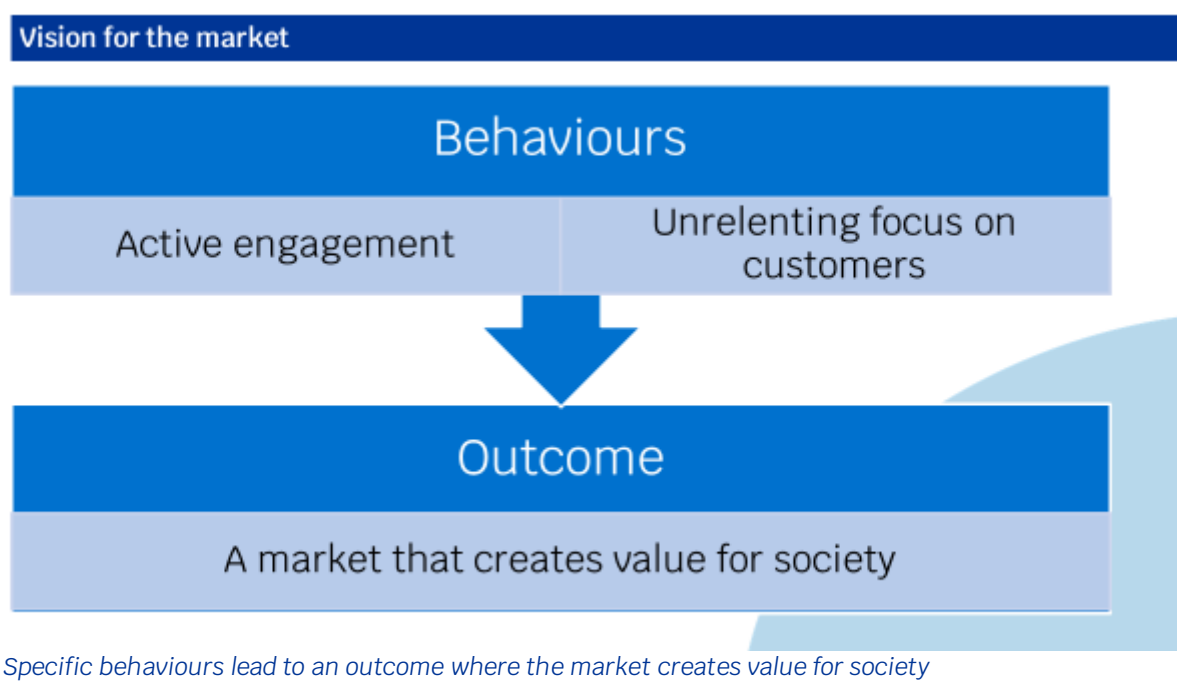 Vision for the market
Behaviours
Active engagement
Unrelenting focus on
customers
Outcome
A market that creates value for society
Specific behaviours lead to an outcome where the market creates value for society